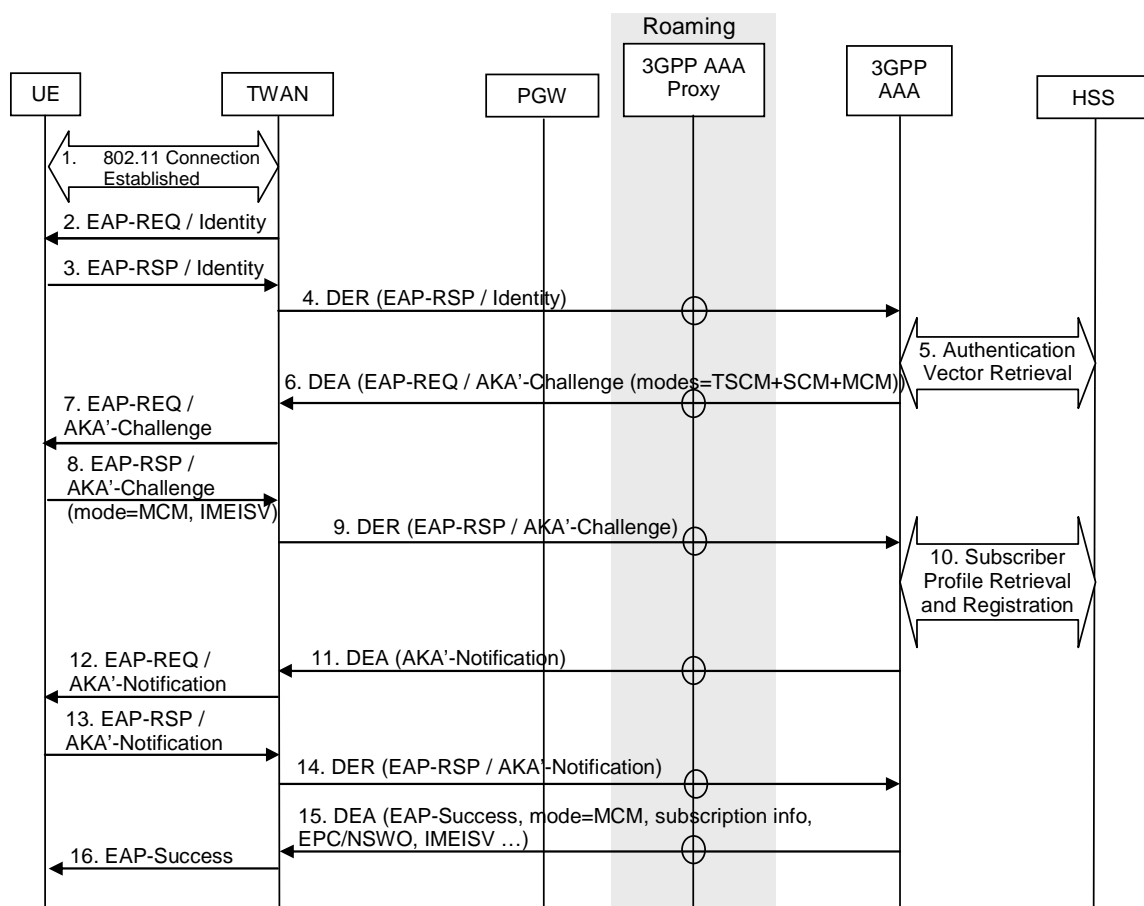 Roaming
UE
TWAN
PGW
3GPP AAA
Proxy
3GPP
AAA
HSS
1. 802.11 Connection
Established
2. EAP-REQ / Identity
3. EAP-RSP / Identity
4. DER (EAP-RSP / Identity)
5. Authentication
Vector Retrieval
6. DEA (EAP-REQ / AKA’-Challenge (modes=TSCM+SCM+MCM))
7. EAP-REQ /
AKA’-Challenge
8. EAP-RSP /
AKA’-Challenge
(mode=MCM, IMEISV)
9. DER (EAP-RSP / AKA’-Challenge)
10. Subscriber
Profile Retrieval
and Registration
11. DEA (AKA’-Notification)
12. EAP-REQ /
AKA’-Notification
13. EAP-RSP /
AKA’-Notification
14. DER (EAP-RSP / AKA’-Notification)
15. DEA (EAP-Success, mode=MCM, subscription info,
EPC/NSWO, IMEISV …)
16. EAP-Success